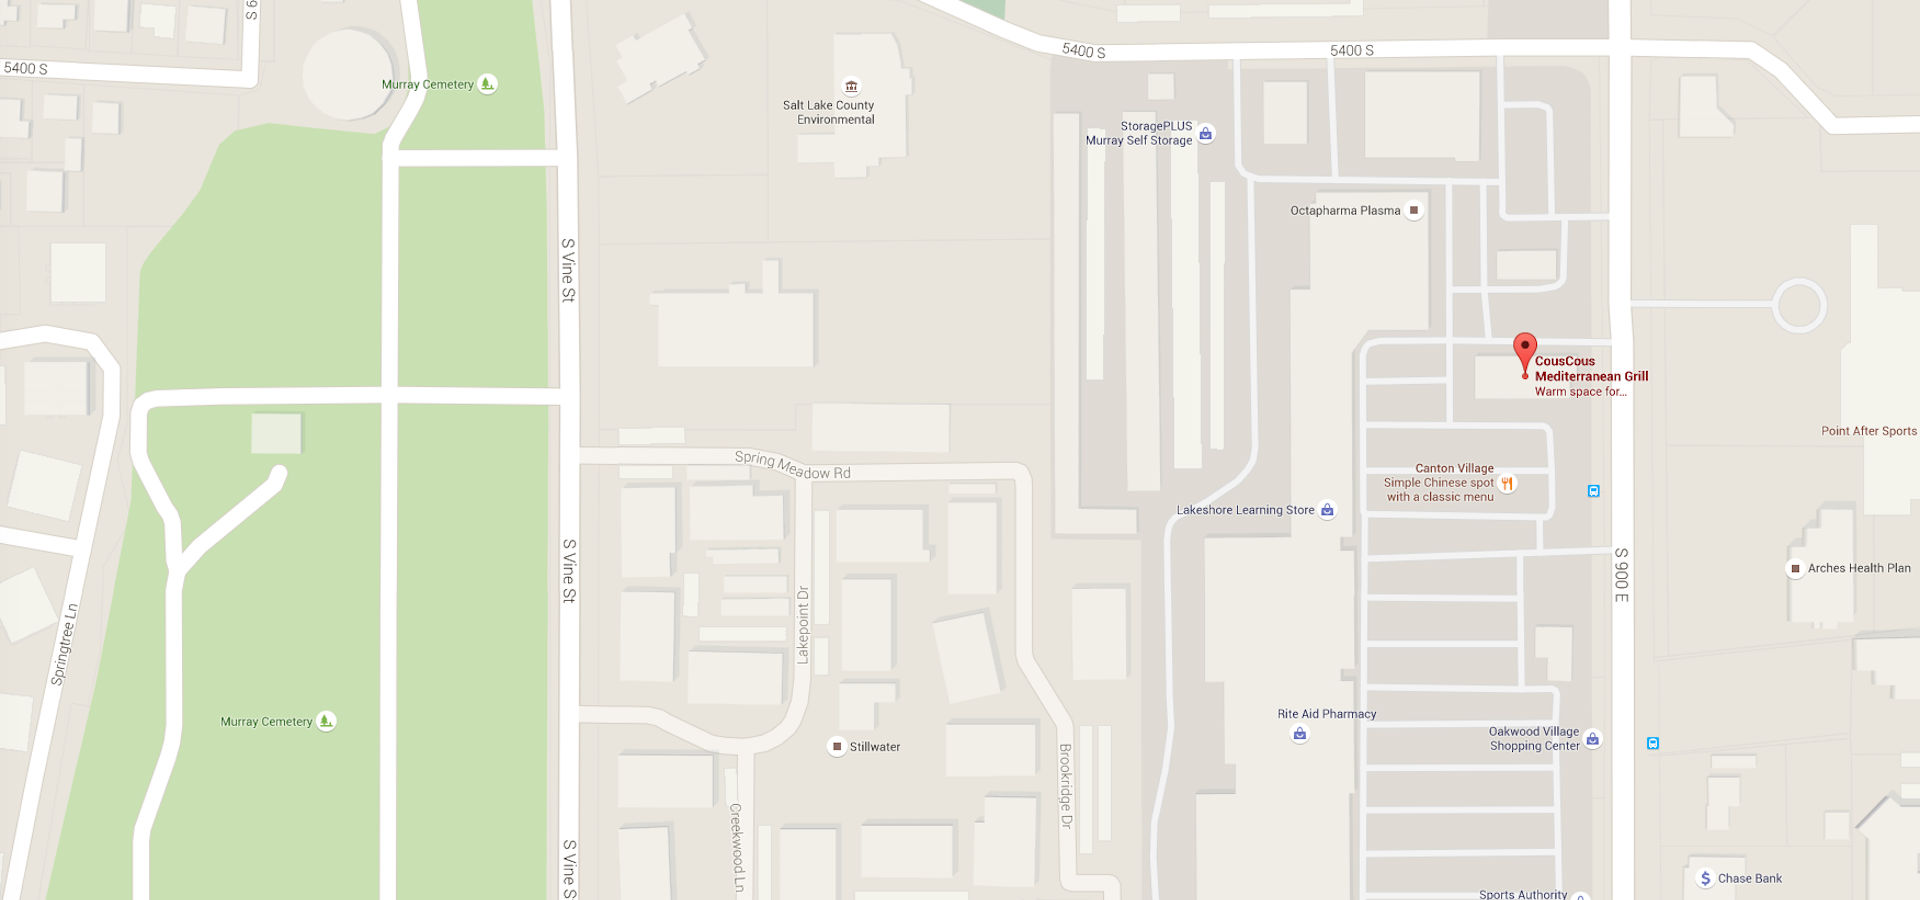 S 6
5400 S
5400 S
5400 S
Murray Cemetery
Salt Lake County
Environmental
StoragePLUS
Murray Self Storage
Octapharma Plasma
S Vine St
CousCous
Mediterranean Grill
Warm space for...
Point After Sports
Spring Meadow Rd
Canton Village
Simple Chinese spot
with a classic menu
Lakeshore Learning Store
S Vine St
S 900 E
Arches Health Plan
Lakepoint Dr
Springtree Ln
Murray Cemetery
Rite Aid Pharmacy
Oakwood Village
Shopping Center
Stillwater
Brookridge Dr
Creekwood Ln
S Vine S
Chase Bank
Sports Authority